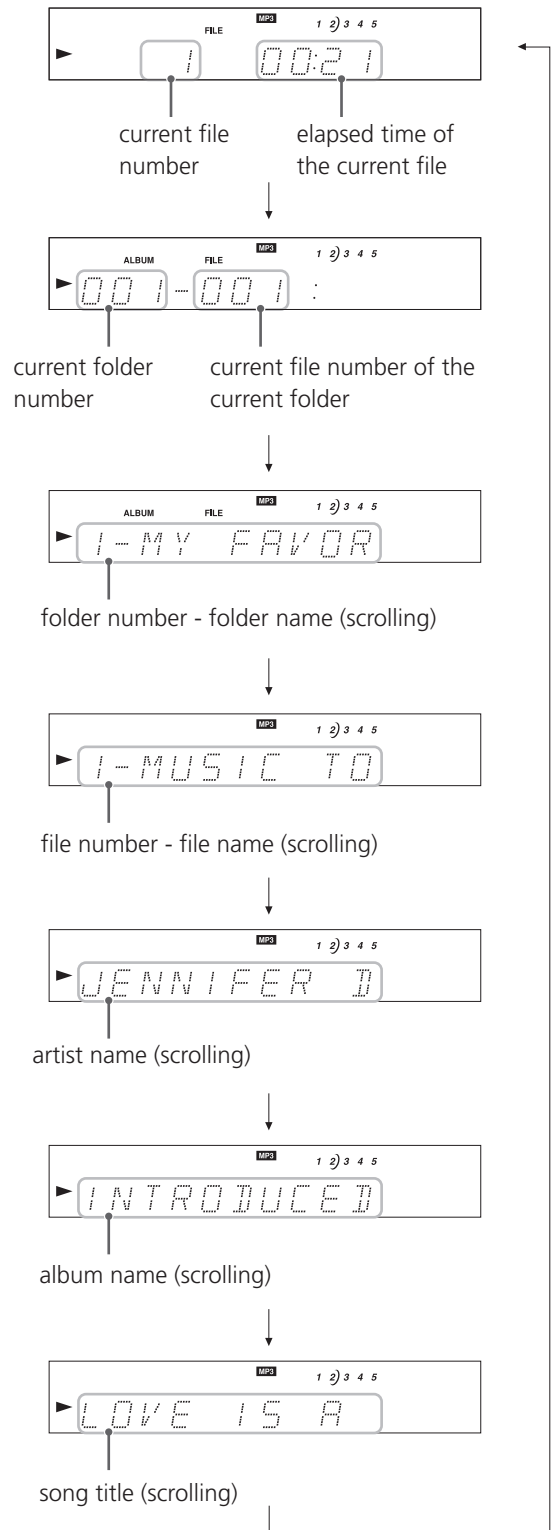 FILE MP3 1 2) 3 4 5
1 00:21
current file number
elapsed time of the current file
ALBUM FILE MP3 1 2) 3 4 5
001-001 :
current folder number
current file number of the current folder
ALBUM FILE MP3 1 2) 3 4 5
1-MY FAVOR
folder number - folder name (scrolling)
MP3 1 2) 3 4 5
1-MUSIC TO
file number - file name (scrolling)
MP3 1 2) 3 4 5
JENNIFER D
artist name (scrolling)
MP3 1 2) 3 4 5
INTRODUCED
album name (scrolling)
MP3 1 2) 3 4 5
LOVE IS A
song title (scrolling)